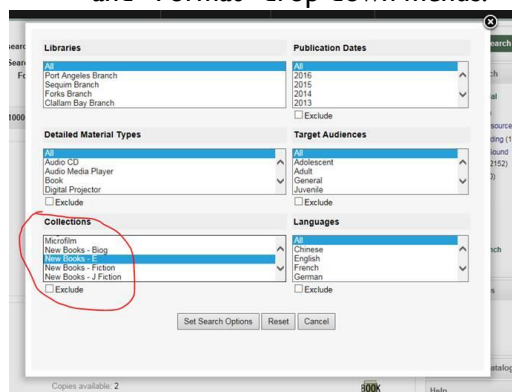 and Format drop down menus.
Libraries
All
Port Angeles Branch
Sequim Branch
Forks Branch
Clallam Bay Branch
Publication Dates
All
2016
2015
2014
2013
Exclude
Detailed Material Types
All
Audio CD
Audio Media Player
Book
Digital Projector
Exclude
Target Audiences
All
Adolescent
Adult
General
Juvenile
Exclude
Collections
Microfilm
New Books - Biog
New Books - E
New Books - Fiction
New Books - J Fiction
Exclude
Languages
All
Chinese
English
French
German
Exclude
Set Search Options Reset Cancel
Copies available: 2
BOOK
Help